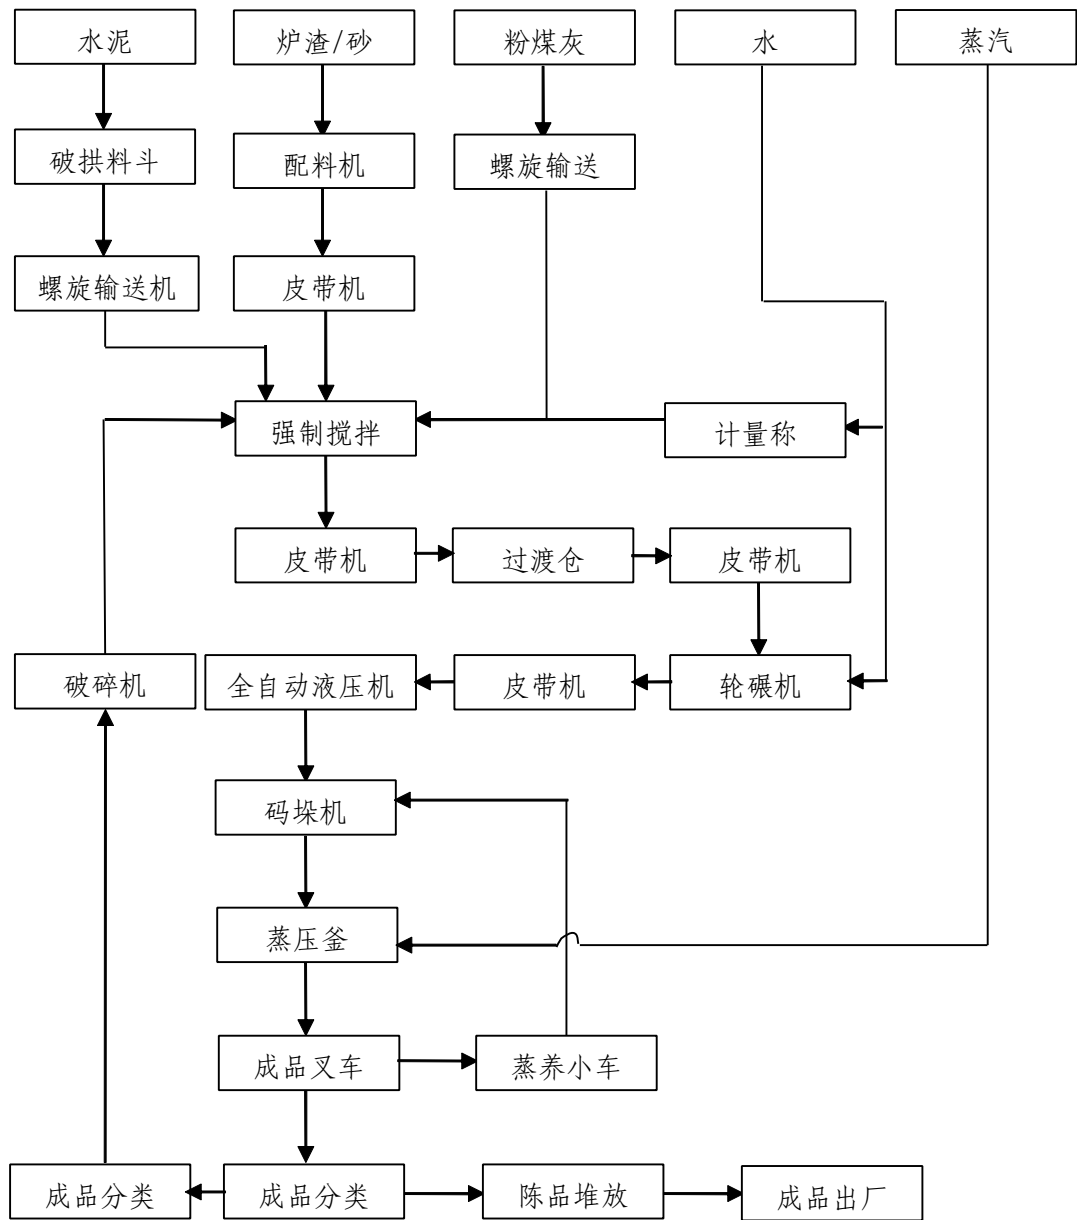 水泥
炉渣/砂
粉煤灰
水
蒸汽
破拱料斗
配料机
螺旋输送
螺旋输送机
皮带机
强制搅拌
计量称
皮带机
过渡仓
皮带机
破碎机
全自动液压机
皮带机
轮碾机
码垛机
蒸压釜
成品叉车
蒸养小车
成品分类
成品分类
陈品堆放
成品出厂